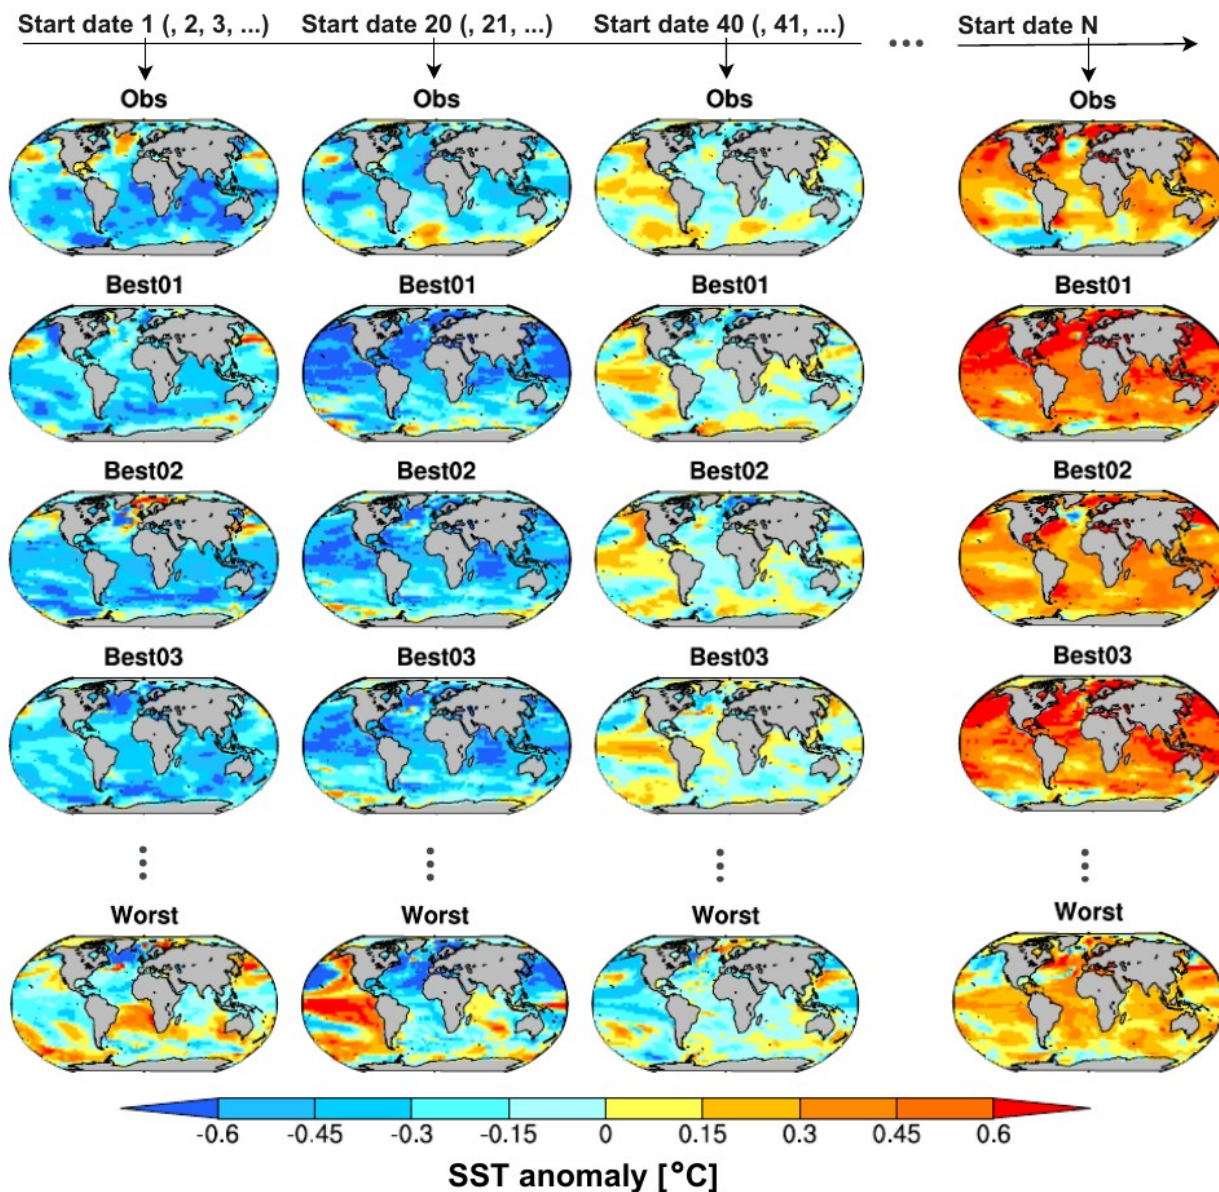 Start date 1 (, 2, 3, ...) Start date 20 (, 21, ...) Start date 40 (, 41, ...) ... Start date N
Obs Obs Obs Obs
Best01 Best01 Best01 Best01
Best02 Best02 Best02 Best02
Best03 Best03 Best03 Best03
Worst Worst Worst Worst
-0.6 -0.45 -0.3 -0.15 0 0.15 0.3 0.45 0.6
SST anomaly [°C]